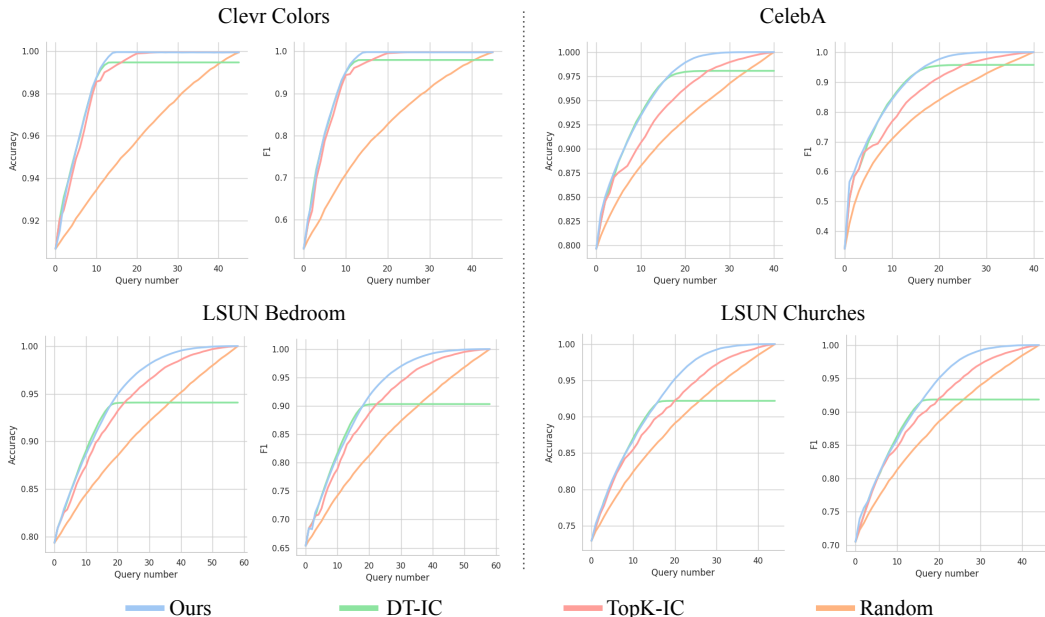 Clevr Colors
CelebA
1.00
0.98
0.96
0.94
0.92
Accuracy
0 10 20 30 40
Query number
1.0
0.9
0.8
0.7
0.6
F1
0 10 20 30 40
Query number
1.000
0.975
0.950
0.925
0.900
0.875
0.850
0.825
0.800
Accuracy
0 10 20 30 40
Query number
1.0
0.9
0.8
0.7
0.6
0.5
0.4
F1
0 10 20 30 40
Query number
LSUN Bedroom
LSUN Churches
1.00
0.95
0.90
0.85
0.80
Accuracy
0 10 20 30 40 50 60
Query number
1.00
0.95
0.90
0.85
0.80
0.75
0.70
0.65
F1
0 10 20 30 40 50 60
Query number
1.00
0.95
0.90
0.85
0.80
0.75
Accuracy
0 20 40
Query number
1.00
0.95
0.90
0.85
0.80
0.75
0.70
F1
0 10 20 30 40
Query number
Ours DT-IC TopK-IC Random